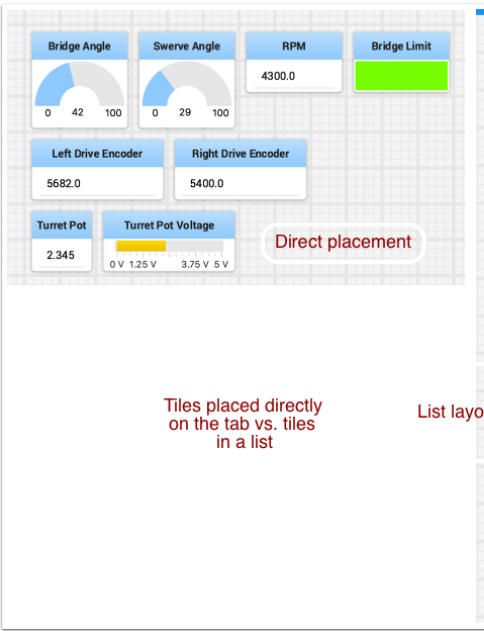 Bridge Angle Swerve Angle RPM Bridge Limit
4300.0
0 42 100 0 29 100
Left Drive Encoder Right Drive Encoder
5682.0 5400.0
Turret Pot Turret Pot Voltage
Direct placement
2.345
0 V 1.25 V 3.75 V 5 V
Tiles placed directly
on the tab vs. tiles
in a list
List layo